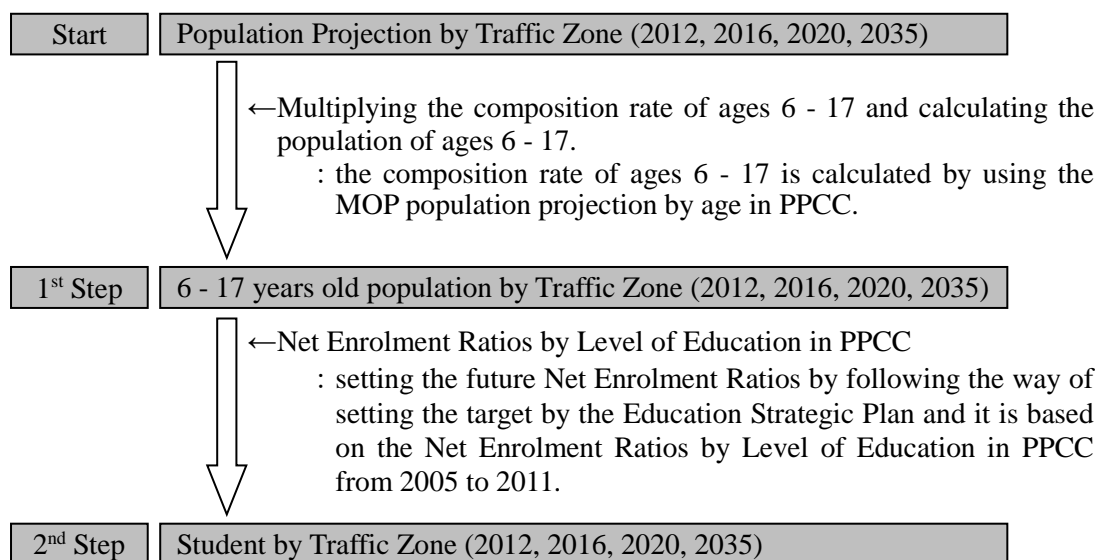 Start Population Projection by Traffic Zone (2012, 2016, 2020, 2035)
←Multiplying the composition rate of ages 6 - 17 and calculating the
population of ages 6 - 17.
: the composition rate of ages 6 - 17 is calculated by using the
MOP population projection by age in PPCC.
1st Step 6 - 17 years old population by Traffic Zone (2012, 2016, 2020, 2035)
←Net Enrolment Ratios by Level of Education in PPCC
: setting the future Net Enrolment Ratios by following the way of
setting the target by the Education Strategic Plan and it is based
on the Net Enrolment Ratios by Level of Education in PPCC
from 2005 to 2011.
2nd Step Student by Traffic Zone (2012, 2016, 2020, 2035)